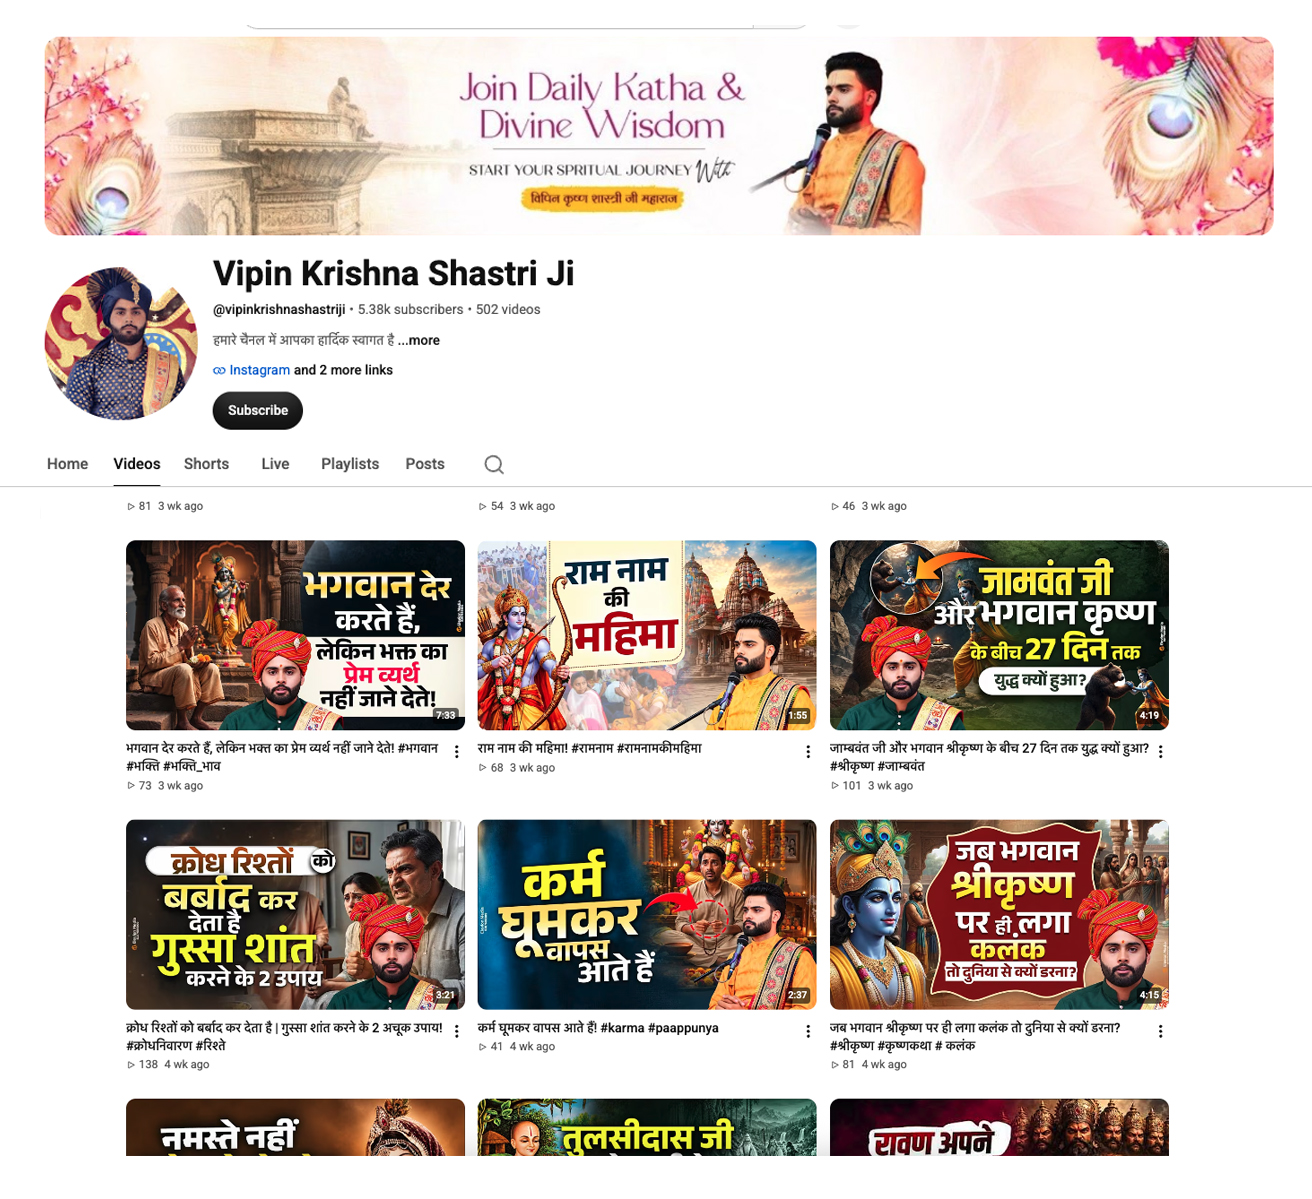 Join Daily Katha &
Divine Wisdom
START YOUR SPRITUAL JOURNEY With
विपिन कृष्ण शास्त्री जी महाराज
Vipin Krishna Shastri Ji
@vipinkrishnashastriji • 5.38k subscribers • 502 videos
हमारे चैनल में आपका हार्दिक स्वागत है ...more
Instagram and 2 more links
Subscribe
Home Videos Shorts Live Playlists Posts
81 3 wk ago
54 3 wk ago
46 3 wk ago
भगवान देर
करते हैं,
लेकिन भक्त का
प्रेम व्यर्थ
नहीं जाने देते!
7:33
राम नाम
की
महिमा
1:55
जामवंत जी
और भगवान कृष्ण
के बीच 27 दिन तक
युद्ध क्यों हुआ?
4:19
भगवान देर करते हैं, लेकिन भक्त का प्रेम व्यर्थ नहीं जाने देते! #भगवान
#भक्ति #भक्ति_भाव
73 3 wk ago
राम नाम की महिमा! #रामनाम #रामनामकीमहिमा
68 3 wk ago
जाम्बवंत जी और भगवान श्रीकृष्ण के बीच 27 दिन तक युद्ध क्यों हुआ?
#श्रीकृष्ण #जाम्बवंत
101 3 wk ago
क्रोध रिश्तों को
बर्बाद कर
देता है
गुस्सा शांत
करने के 2 उपाय
3:21
कर्म
घूमकर
वापस
आते हैं
2:37
जब भगवान
श्रीकृष्ण
पर ही लगा
कलंक
तो दुनिया से क्यों डरना?
4:15
क्रोध रिश्तों को बर्बाद कर देता है | गुस्सा शांत करने के 2 अचूक उपाय!
#क्रोधनिवारण #रिश्ते
138 4 wk ago
कर्म घूमकर वापस आते हैं! #karma #paappunya
41 4 wk ago
जब भगवान श्रीकृष्ण पर ही लगा कलंक तो दुनिया से क्यों डरना?
#श्रीकृष्ण #कृष्णकथा # कलंक
81 4 wk ago
नमस्ते नहीं
तुलसीदास जी
रावण अपने